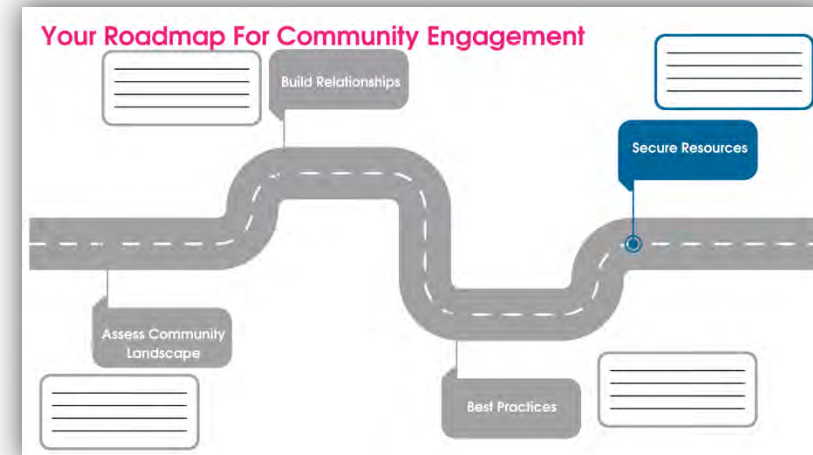 Your Roadmap For Community Engagement
Build Relationships
Secure Resources
Assess Community
Landscape
Best Practices